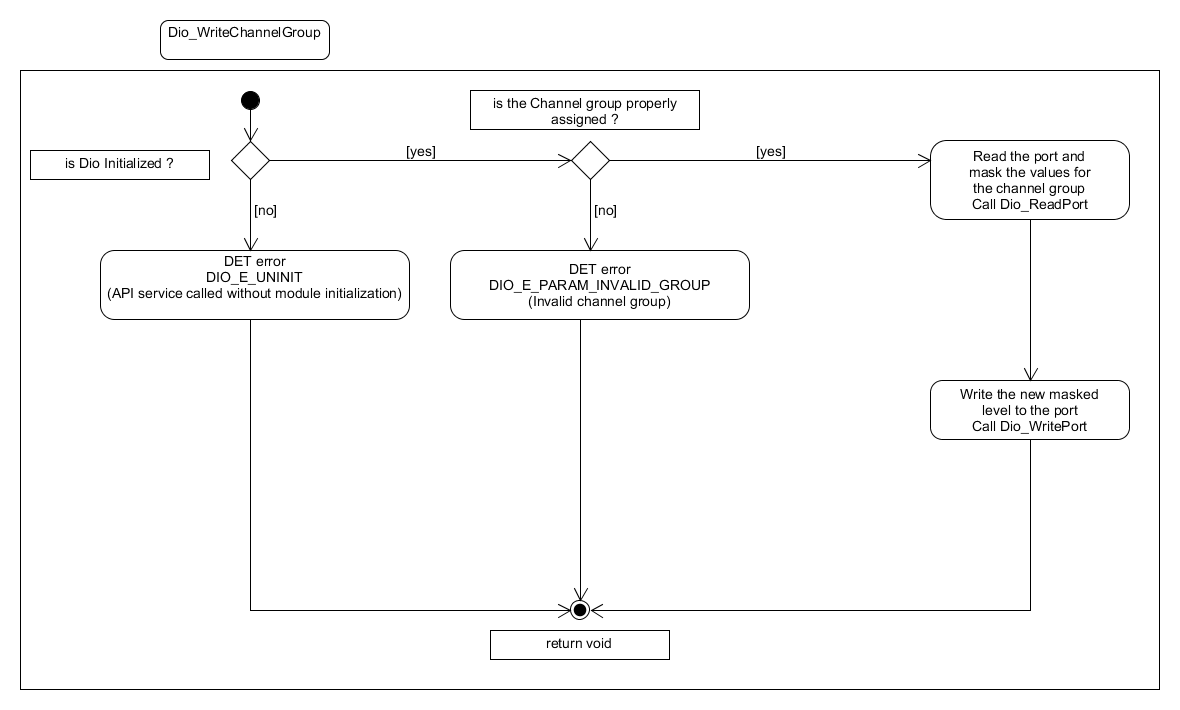 Dio_WriteChannelGroup
is the Channel group properly
assigned ?
is Dio Initialized ?
[yes]
[yes]
Read the port and
mask the values for
the channel group
Call Dio_ReadPort
[no]
[no]
DET error
DIO_E_UNINIT
(API service called without module initialization)
DET error
DIO_E_PARAM_INVALID_GROUP
(Invalid channel group)
Write the new masked
level to the port
Call Dio_WritePort
return void